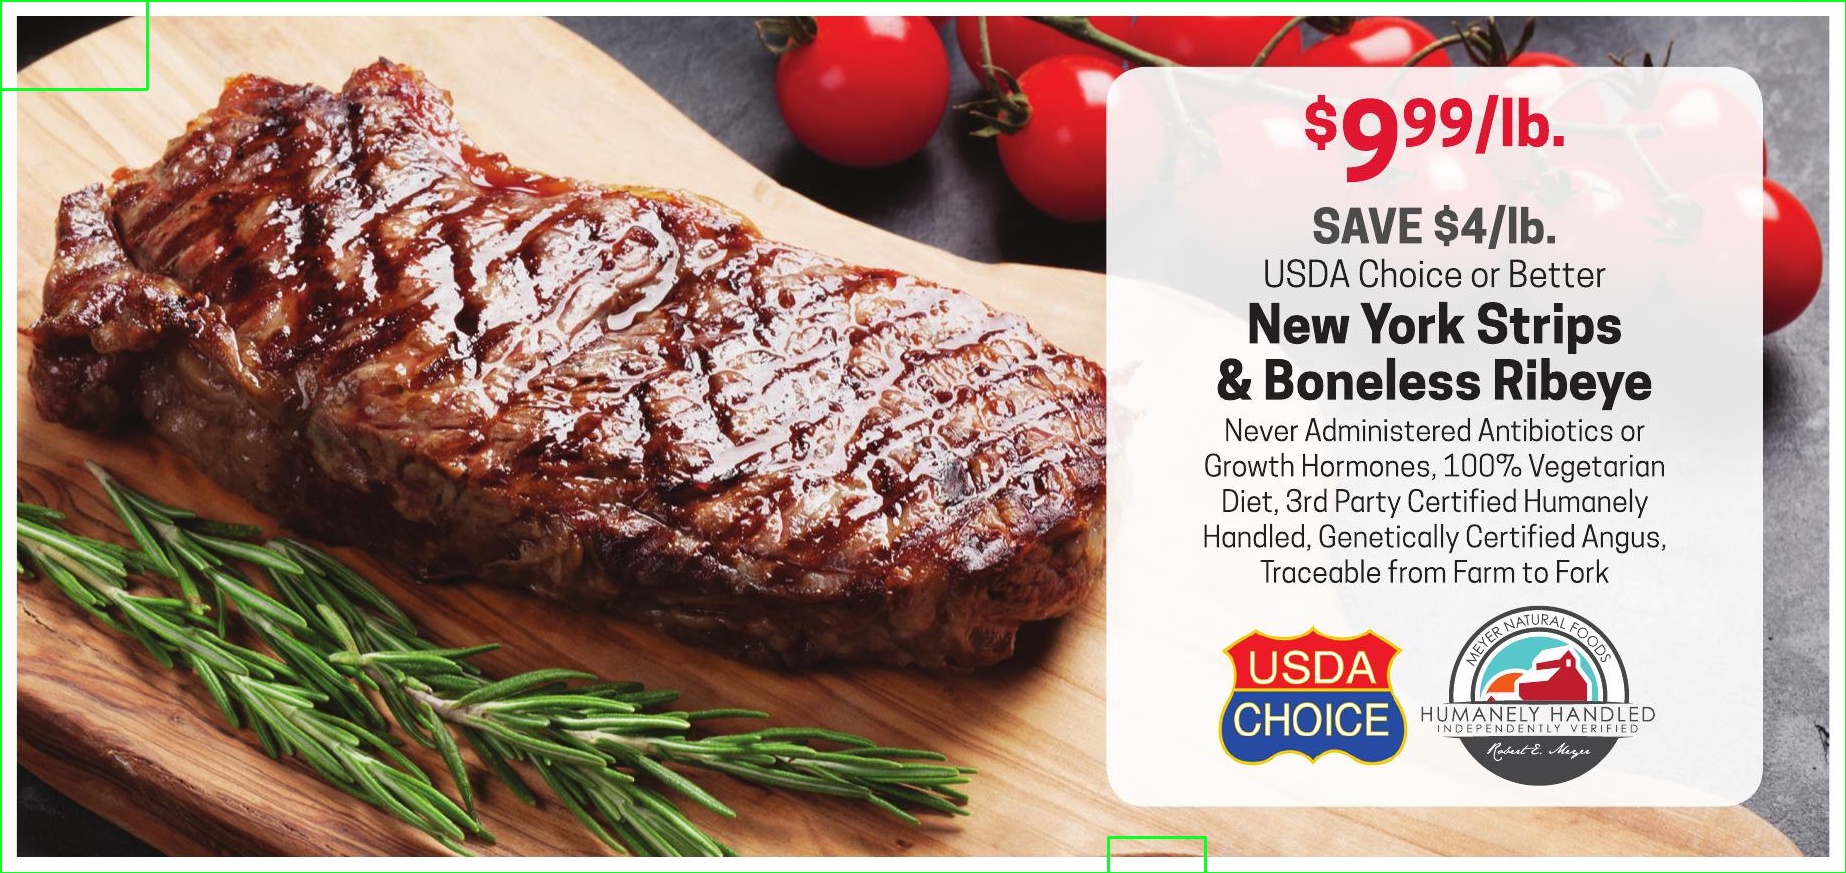 $9 99/lb.
SAVE $4/lb.
USDA Choice or Better
New York Strips
& Boneless Ribeye
Never Administered Antibiotics or
Growth Hormones, 100% Vegetarian
Diet, 3rd Party Certified Humanely
Handled, Genetically Certified Angus,
Traceable from Farm to Fork
USDA
CHOICE
MEYER NATURAL FOODS
HUMANELY HANDLED
INDEPENDENTLY VERIFIED
Robert E. Meyer